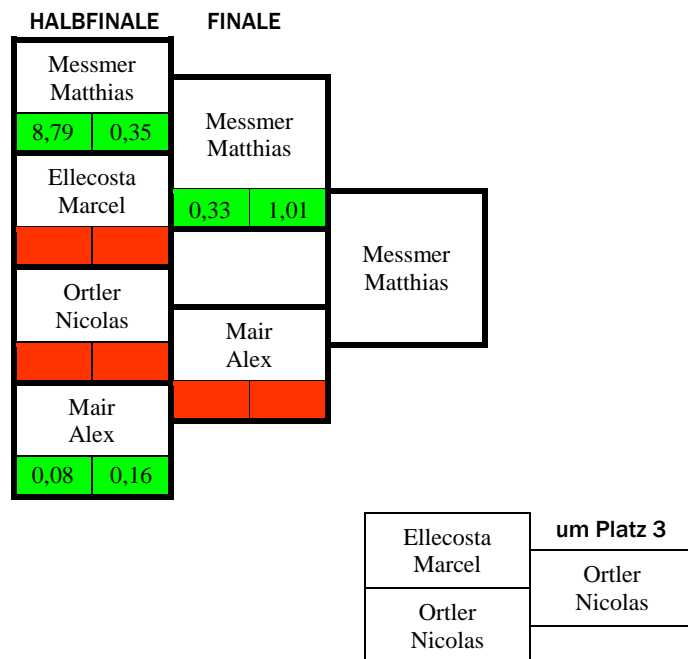 HALBFINALE FINALE
Messmer
Matthias
8,79 0,35
Ellecosta
Marcel
Ortler
Nicolas
Mair
Alex
0,08 0,16
Messmer
Matthias
0,33 1,01
Mair
Alex
Messmer
Matthias
Ellecosta
Marcel
Ortler
Nicolas
um Platz 3
Ortler
Nicolas